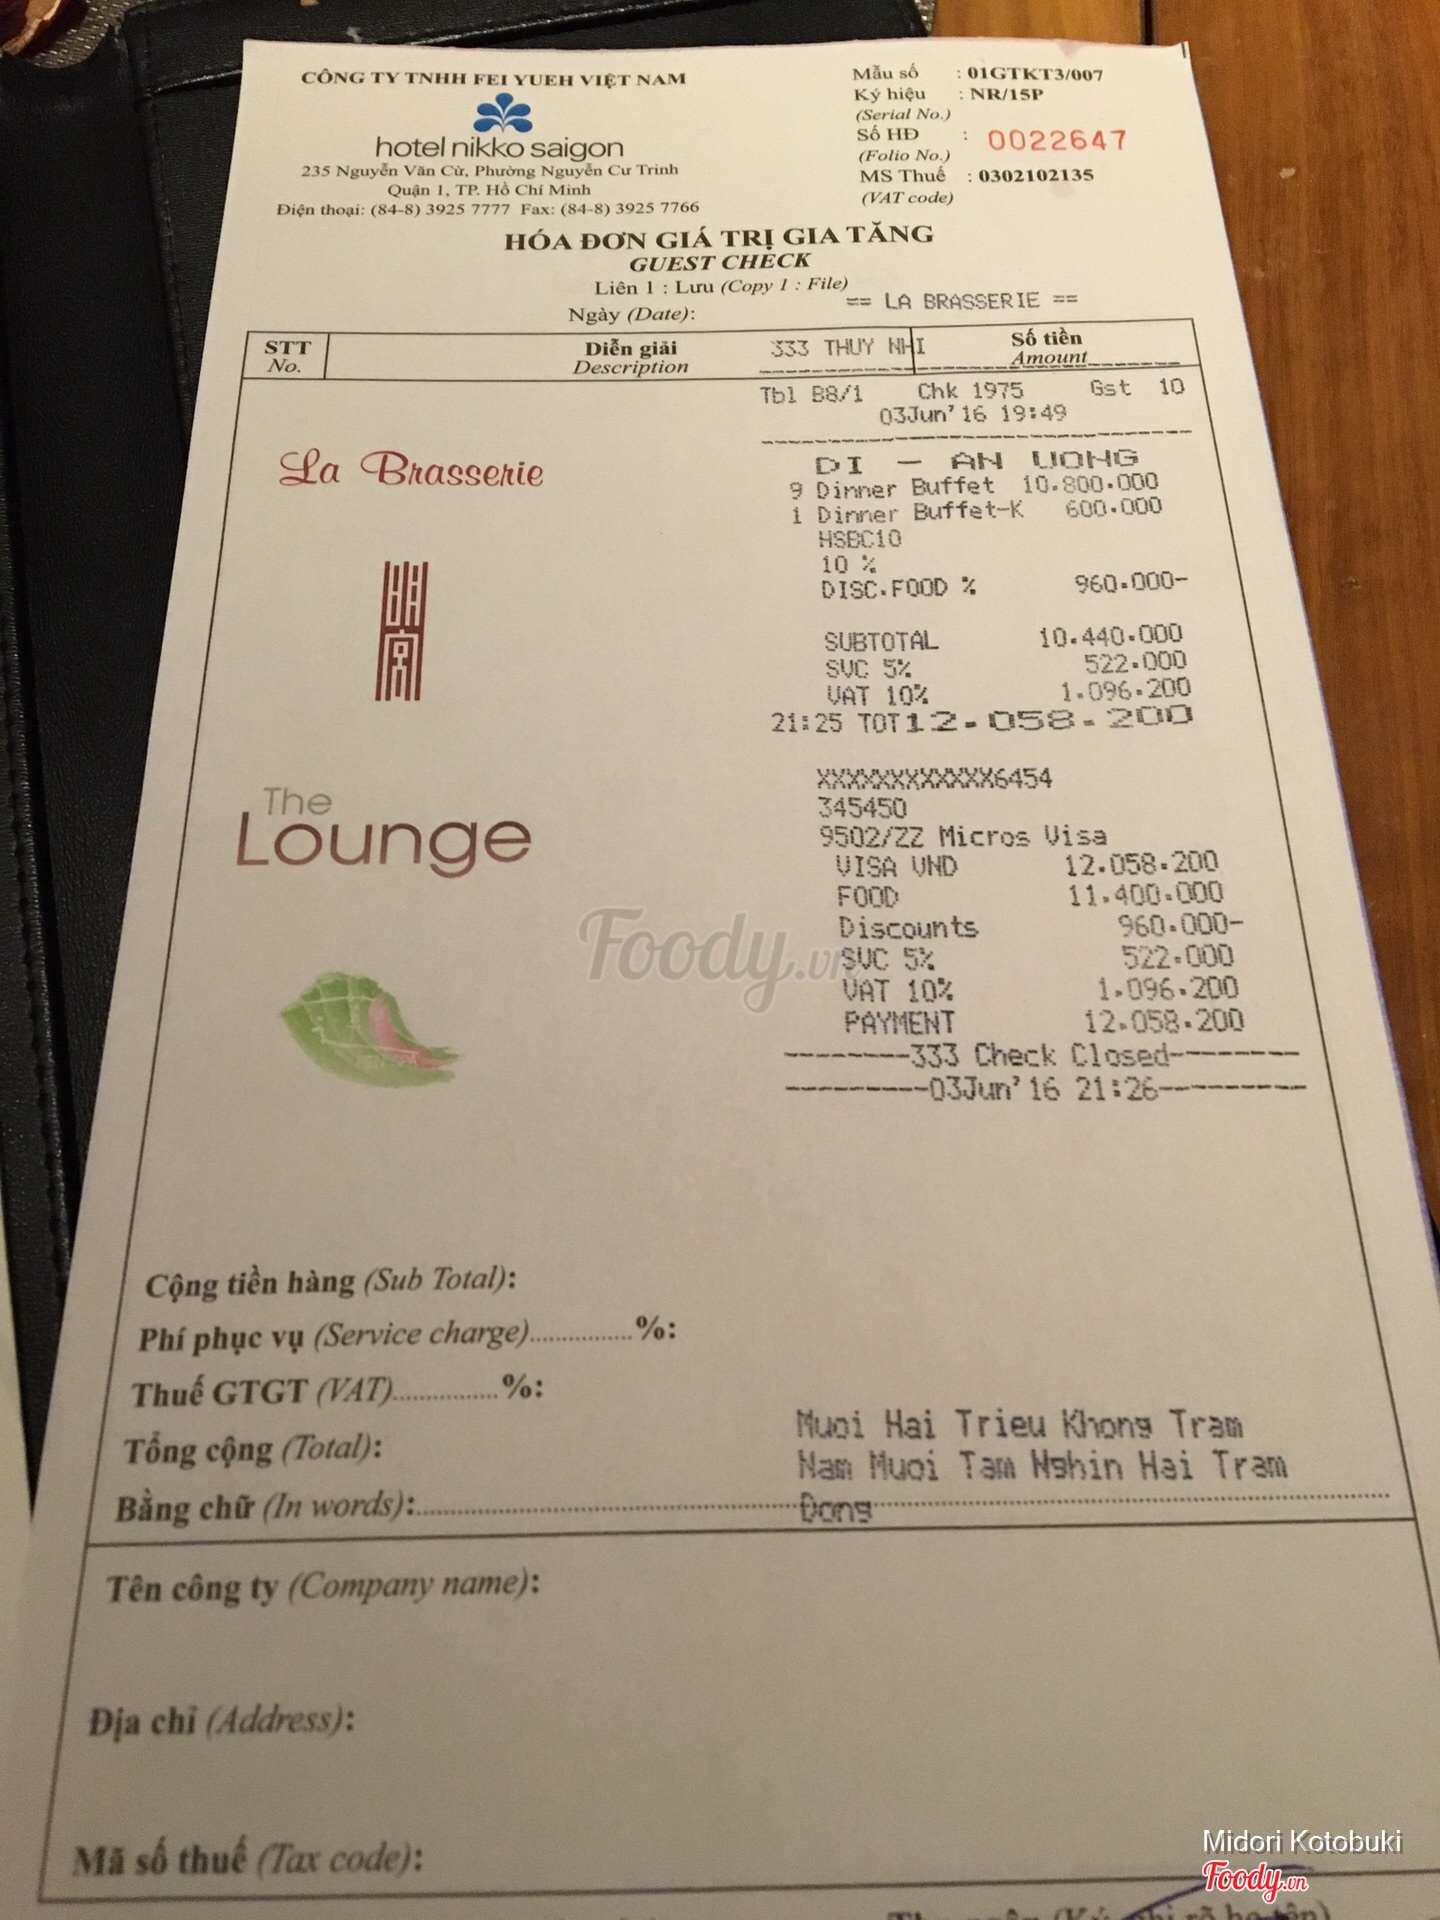 CÔNG TY TNHH FEI YUEH VIỆT NAM
hotel nikko saigon
235 Nguyễn Văn Cừ, Phường Nguyễn Cư Trinh
Quận 1, TP. Hồ Chí Minh
Điện thoại: (84-8) 3925 7777 Fax: (84-8) 3925 7766
Mẫu số : 01GTKT3/007
Ký hiệu : NR/15P
(Serial No.)
Số HĐ : 0022647
(Folio No.)
MS Thuế : 0302102135
(VAT code)
HÓA ĐƠN GIÁ TRỊ GIA TĂNG
GUEST CHECK
Liên 1 : Lưu (Copy 1 : File)
Ngày (Date):
== LA BRASSERIE ==
STT Diễn giải 333 THUY NHI Số tiền
No. Description Amount
Tbl B8/1 Chk 1975 Gst 10
03Jun'16 19:49
La Brasserie
DI - AN UONG
9 Dinner Buffet 10.800.000
1 Dinner Buffet-K 600.000
HSBC10
10 %
DISC.FOOD % 960.000-
SUBTOTAL 10.440.000
SVC 5% 522.000
VAT 10% 1.096.200
21:25 TOT 12.058.200
The
Lounge
XXXXXXXXXXXX6454
345450
9502/ZZ Micros Visa
VISA VND 12.058.200
FOOD 11.400.000
Discounts 960.000-
SVC 5% 522.000
VAT 10% 1.096.200
PAYMENT 12.058.200
--------333 Check Closed--------
---------03Jun'16 21:26---------
Foody.vn
Cộng tiền hàng (Sub Total):
Phí phục vụ (Service charge)...............%:
Thuế GTGT (VAT)...............%:
Tổng cộng (Total):
Bằng chữ (In words):
Muoi Hai Trieu Khong Tram
Nam Muoi Tam Nghin Hai Tram
Đong
Tên công ty (Company name):
Địa chỉ (Address):
Mã số thuế (Tax code):
Midori Kotobuki
Foody.vn